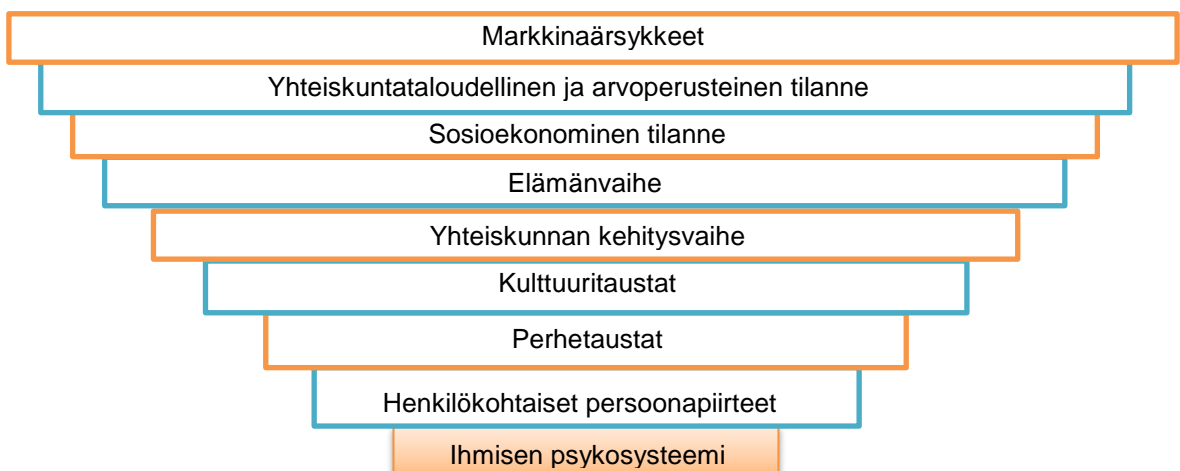 Markkinaärsykkeet
Yhteiskuntataloudellinen ja arvoperusteinen tilanne
Sosioekonominen tilanne
Elämänvaihe
Yhteiskunnan kehitysvaihe
Kulttuuritaustat
Perhetaustat
Henkilökohtaiset persoonapiirteet
Ihmisen psykosysteemi